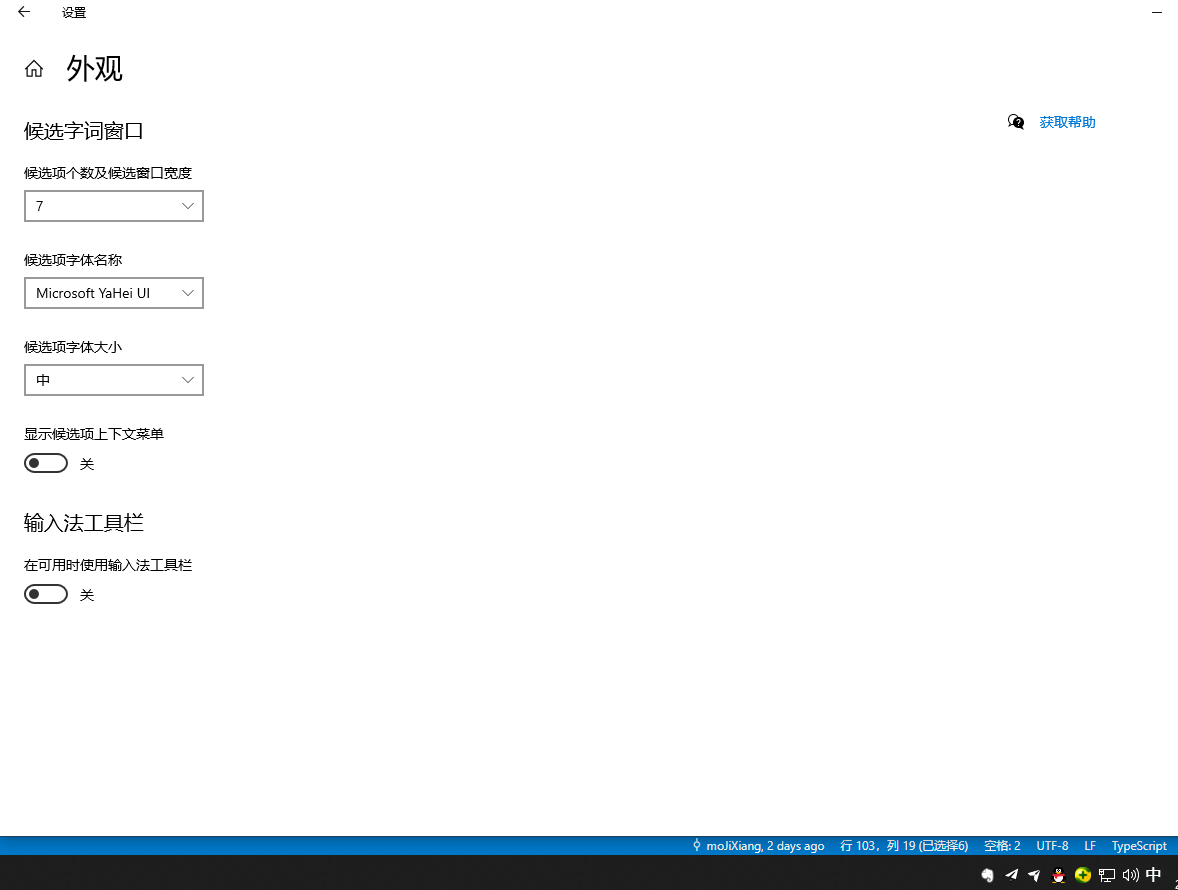 设置
外观
候选字词窗口
获取帮助
候选项个数及候选窗口宽度
7
候选项字体名称
Microsoft YaHei UI
候选项字体大小
中
显示候选项上下文菜单
关
输入法工具栏
在可用时使用输入法工具栏
关
moJiXiang, 2 days ago 行 103，列 19 (已选择6) 空格: 2 UTF-8 LF TypeScript
中